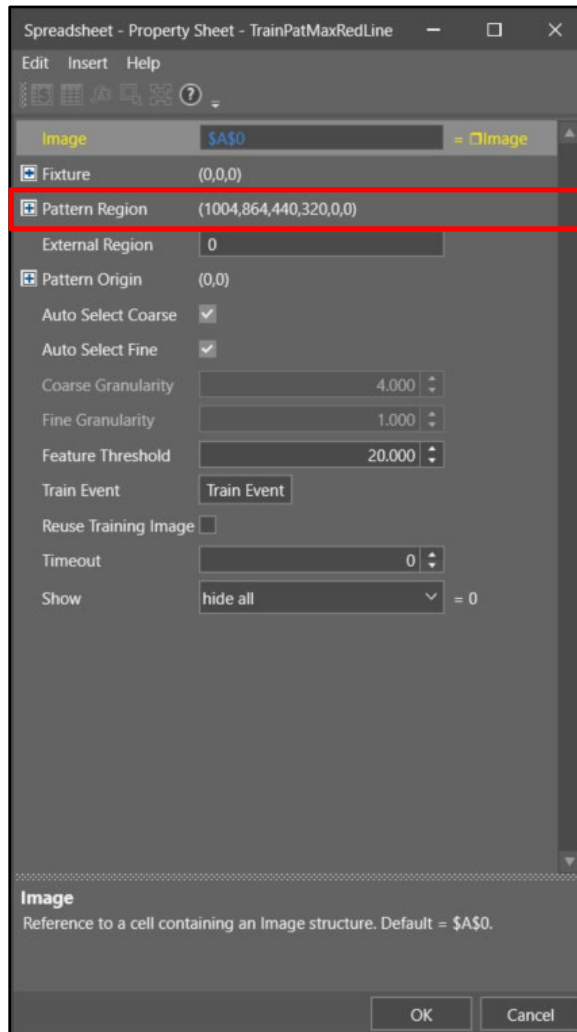 Spreadsheet - Property Sheet - TrainPatMaxRedLine
Edit Insert Help
Image $A$0 = Image
Fixture (0,0,0)
Pattern Region (1004,864,440,320,0,0)
External Region 0
Pattern Origin (0,0)
Auto Select Coarse
Auto Select Fine
Coarse Granularity 4.000
Fine Granularity 1.000
Feature Threshold 20.000
Train Event Train Event
Reuse Training Image
Timeout 0
Show hide all = 0
Image
Reference to a cell containing an Image structure. Default = $A$0.
OK Cancel